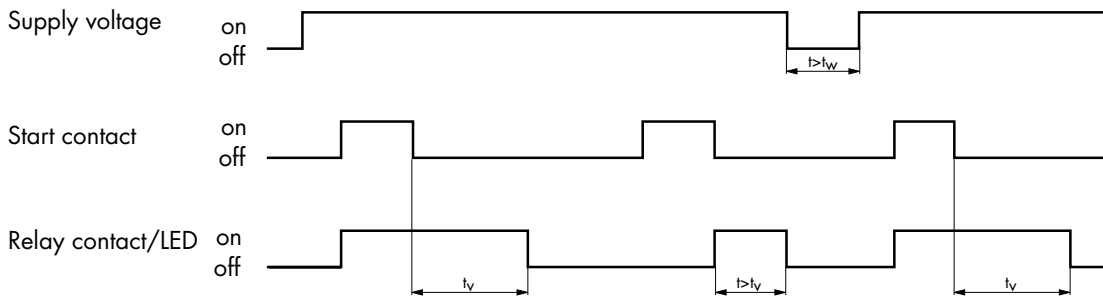 Supply voltage on
off
t>tw
Start contact on
off
Relay contact/LED on
off
tv t>tv tv